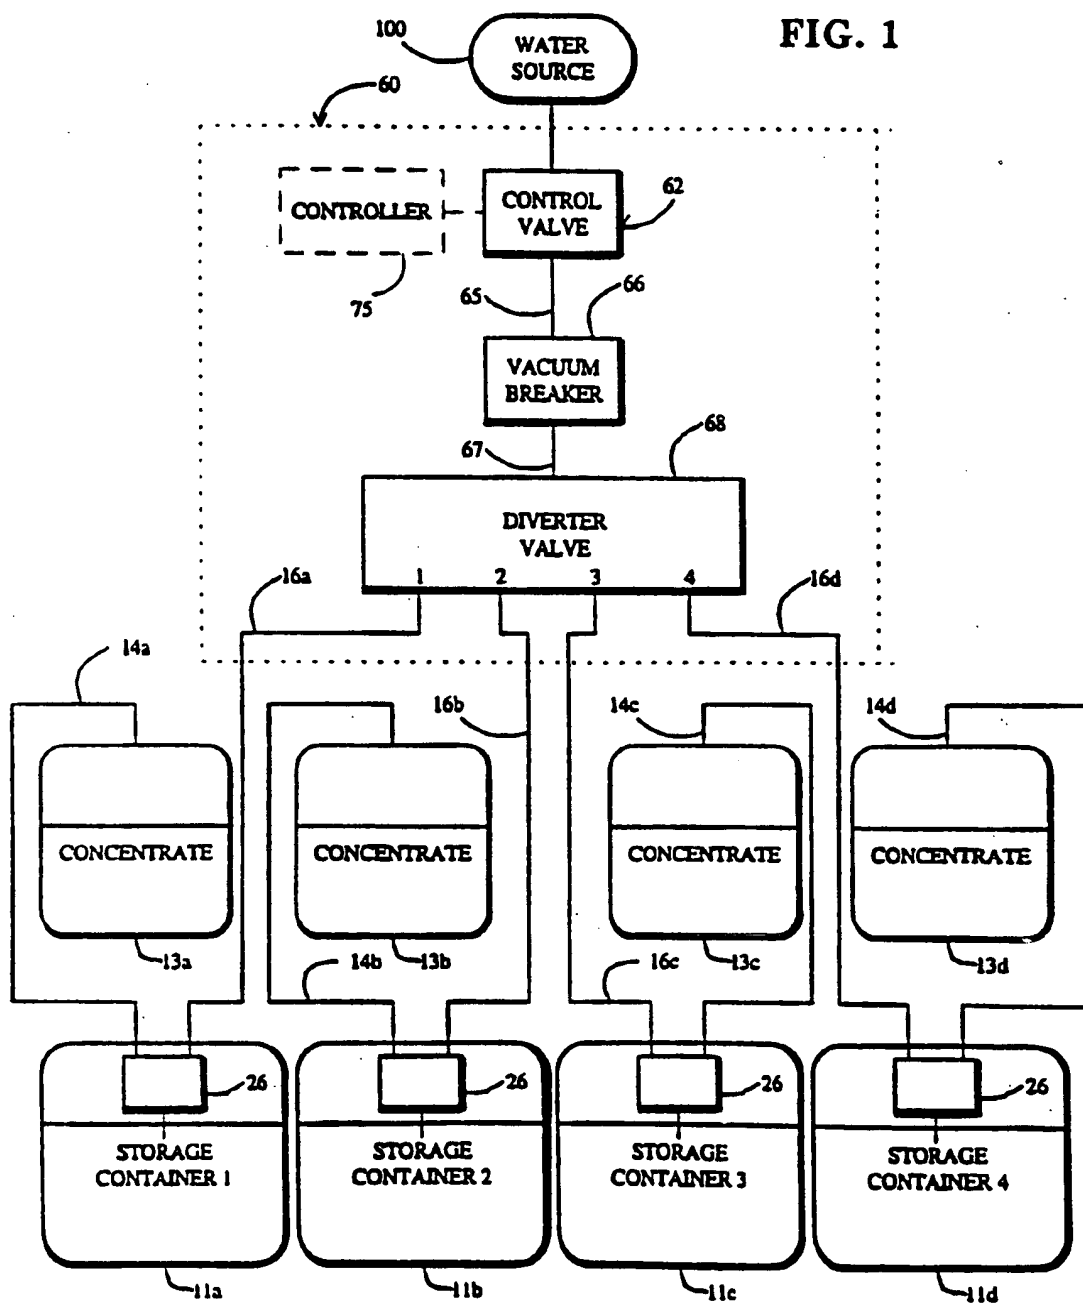 FIG. 1
100
WATER
SOURCE
60
CONTROLLER
CONTROL
VALVE
62
75
65
66
VACUUM
BREAKER
67
68
DIVERTER
VALVE
1 2 3 4
16a
16d
14a
16b
14c
14d
CONCENTRATE
CONCENTRATE
CONCENTRATE
CONCENTRATE
13a
14b
13b
16c
13c
13d
26
26
26
26
STORAGE
CONTAINER 1
STORAGE
CONTAINER 2
STORAGE
CONTAINER 3
STORAGE
CONTAINER 4
11a
11b
11c
11d